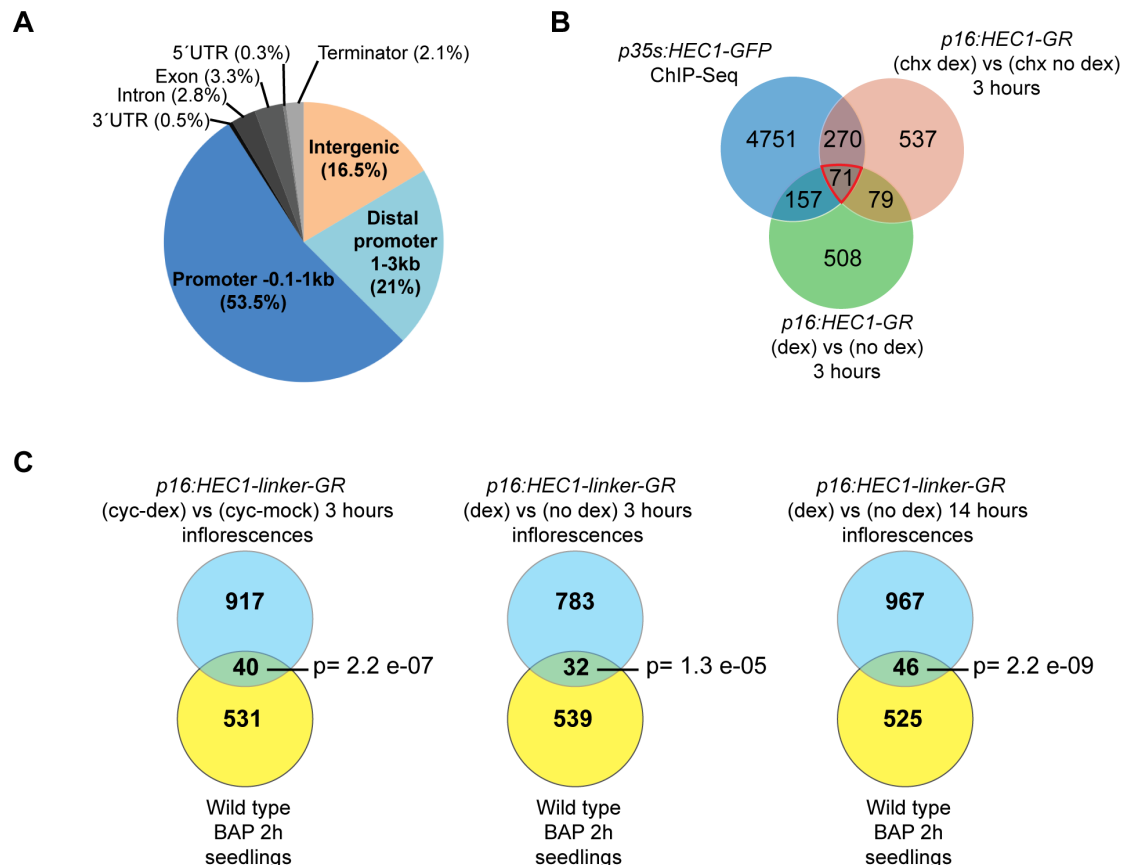 A
5´UTR (0.3%)
Terminator (2.1%)
Exon (3.3%)
Intron (2.8%)
3´UTR (0.5%)
Intergenic
(16.5%)
Distal
promoter
1-3kb
(21%)
Promoter -0.1-1kb
(53.5%)
B
p35s:HEC1-GFP
ChIP-Seq
p16:HEC1-GR
(chx dex) vs (chx no dex)
3 hours
4751
270
537
71
157
79
508
p16:HEC1-GR
(dex) vs (no dex)
3 hours
C
p16:HEC1-linker-GR
(cyc-dex) vs (cyc-mock) 3 hours
inflorescences
917
40
p= 2.2 e-07
531
Wild type
BAP 2h
seedlings
p16:HEC1-linker-GR
(dex) vs (no dex) 3 hours
inflorescences
783
32
p= 1.3 e-05
539
Wild type
BAP 2h
seedlings
p16:HEC1-linker-GR
(dex) vs (no dex) 14 hours
inflorescences
967
46
p= 2.2 e-09
525
Wild type
BAP 2h
seedlings